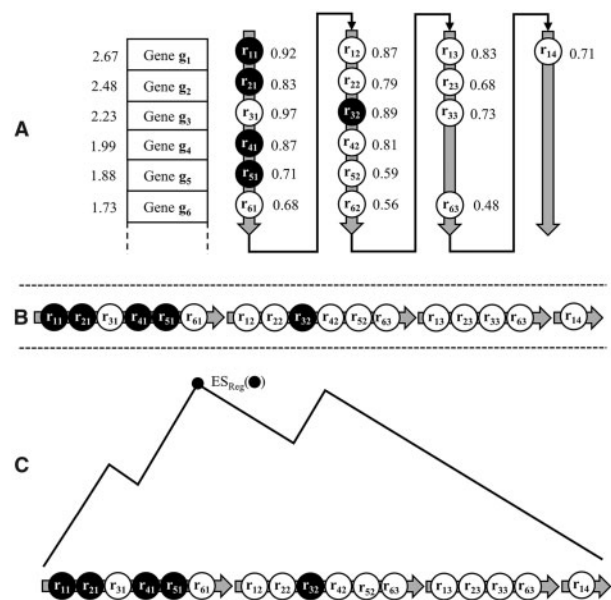 A
2.67 Gene g1 r11 0.92 r12 0.87 r13 0.83 r14 0.71
2.48 Gene g2 r21 0.83 r22 0.79 r23 0.68
2.23 Gene g3 r31 0.97 r32 0.89 r33 0.73
1.99 Gene g4 r41 0.87 r42 0.81
1.88 Gene g5 r51 0.71 r52 0.59
1.73 Gene g6 r61 0.68 r62 0.56 r63 0.48
B r11 r21 r31 r41 r51 r61 r12 r22 r32 r42 r52 r63 r13 r23 r33 r63 r14
ESReg(●)
C
r11 r21 r31 r41 r51 r61 r12 r22 r32 r42 r52 r63 r13 r23 r33 r63 r14